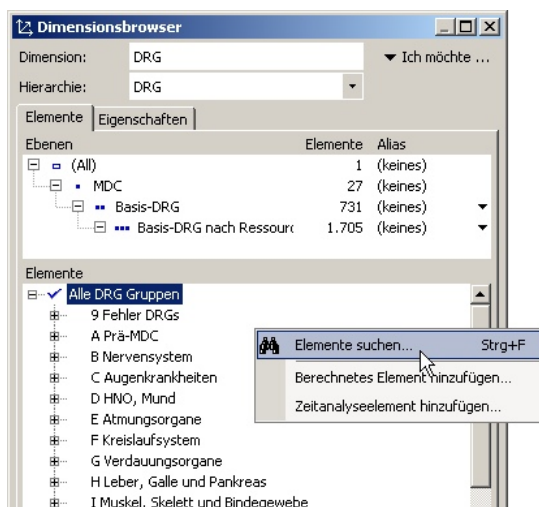 Dimensionsbrowser
Dimension: DRG Ich möchte ...
Hierarchie: DRG
Elemente Eigenschaften
Ebenen Elemente Alias
(All) 1 (keines)
MDC 27 (keines)
Basis-DRG 731 (keines)
Basis-DRG nach Ressourc 1.705 (keines)
Elemente
Alle DRG Gruppen
9 Fehler DRGs
A Prä-MDC
B Nervensystem
C Augenkrankheiten
D HNO, Mund
E Atmungsorgane
F Kreislaufsystem
G Verdauungsorgane
H Leber, Galle und Pankreas
I Muskel, Skelett und Bindegewebe
Elemente suchen... Strg+F
Berechnetes Element hinzufügen...
Zeitanalyseelement hinzufügen...